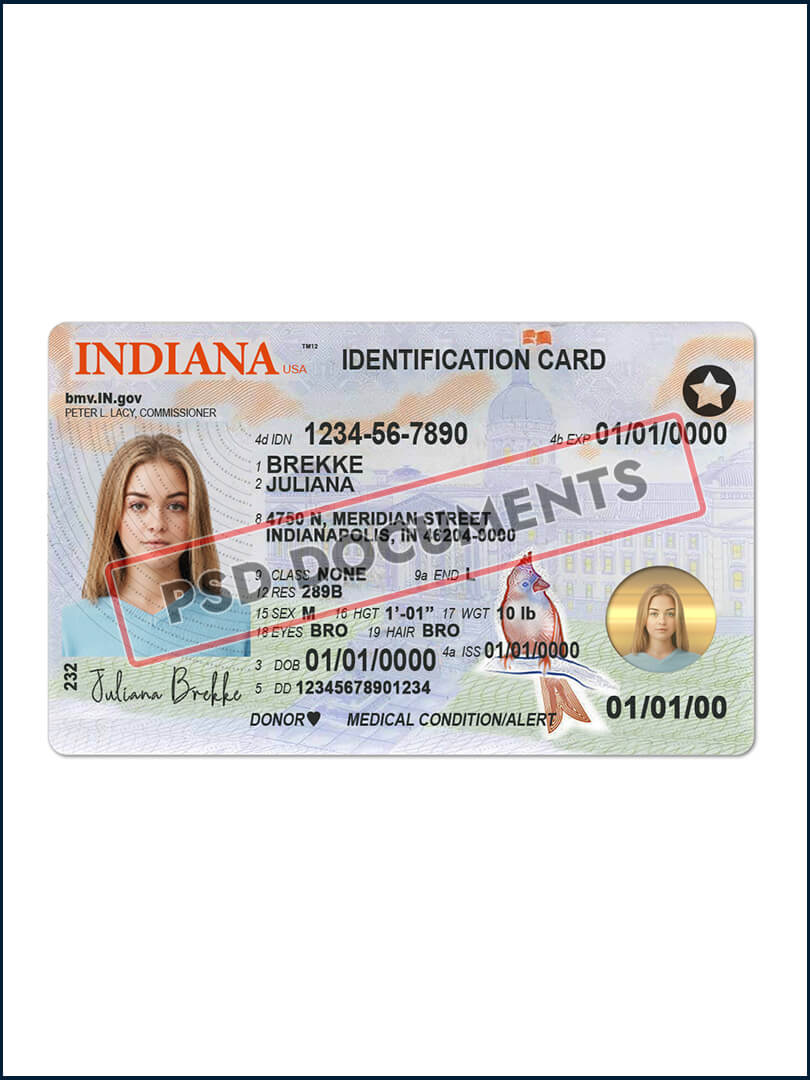 INDIANA USA
TM12
IDENTIFICATION CARD
bmv.IN.gov
PETER L. LACY, COMMISSIONER
4d IDN 1234-56-7890
4b EXP 01/01/0000
1 BREKKE
2 JULIANA
8 4750 N, MERIDIAN STREET
INDIANAPOLIS, IN 46204-0000
PSD DOCUMENTS
9 CLASS NONE 9a END L
12 RES 289B
15 SEX M 16 HGT 1'-01” 17 WGT 10 lb
18 EYES BRO 19 HAIR BRO
4a ISS 01/01/0000
3 DOB 01/01/0000
5 DD 12345678901234
232
Juliana Brekke
01/01/00
DONOR♥ MEDICAL CONDITION/ALERT